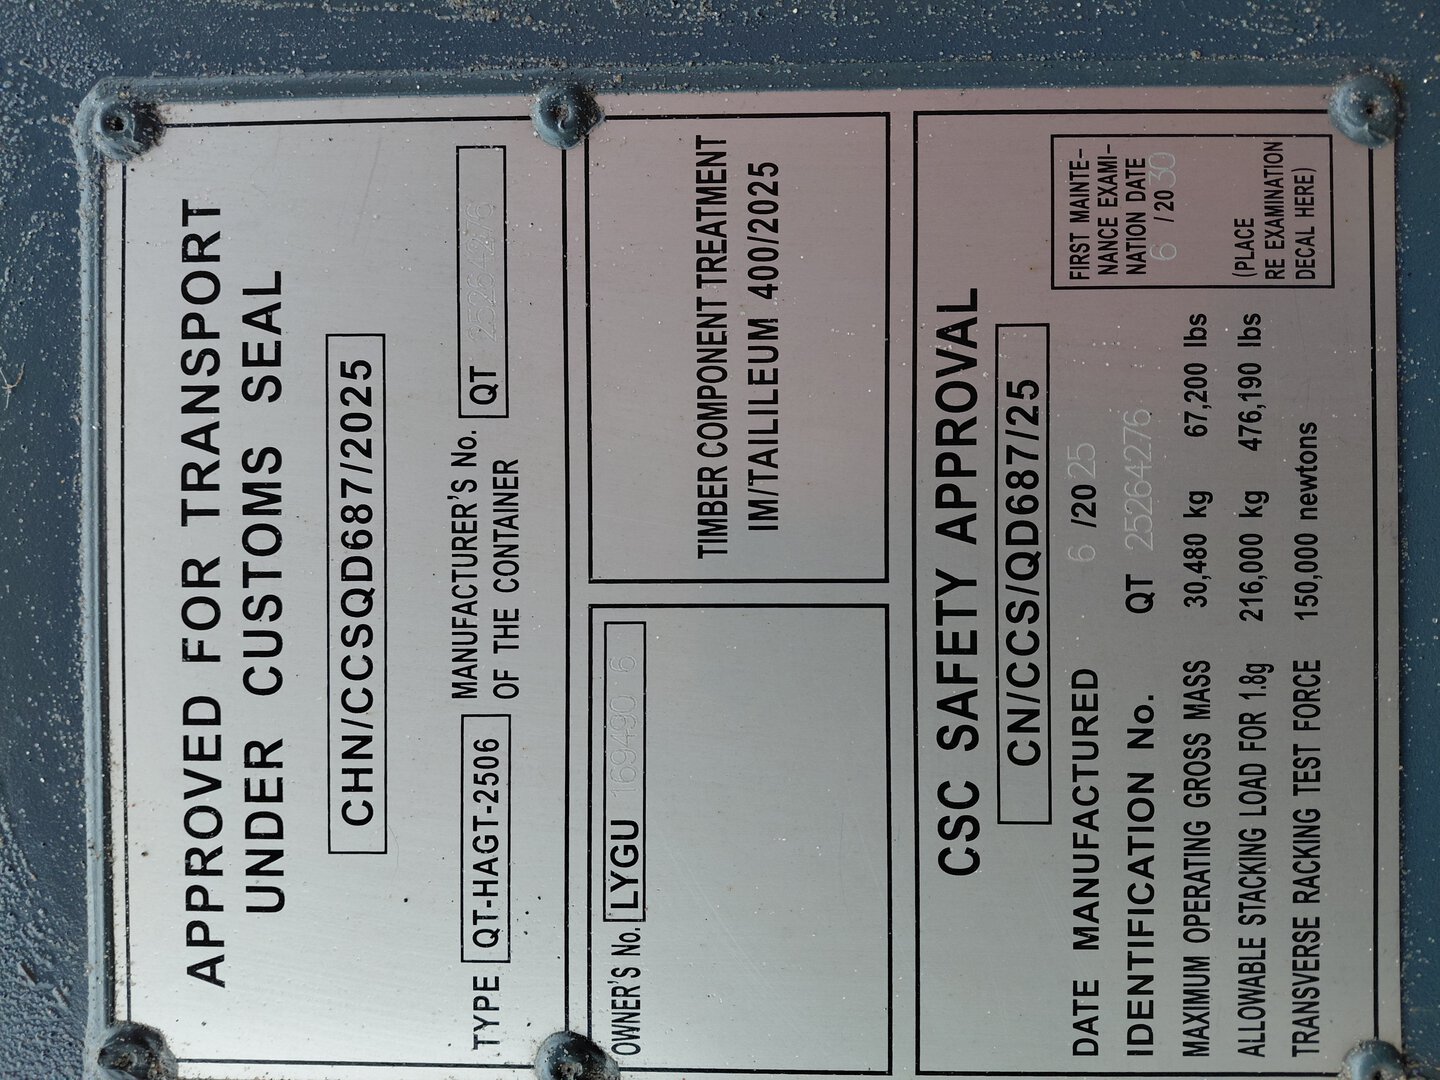 APPROVED FOR TRANSPORT
UNDER CUSTOMS SEAL
CHN/CCSQD687/2025
TYPE QT-HAGT-2506 MANUFACTURER'S No. QT 25264276
OF THE CONTAINER
OWNER'S No. LYGU 169490 6
TIMBER COMPONENT TREATMENT
IM/TAILILEUM 400/2025
CSC SAFETY APPROVAL
CN/CCS/QD687/25
DATE MANUFACTURED 6 /2025
IDENTIFICATION No. QT 25264276
MAXIMUM OPERATING GROSS MASS 30,480 kg 67,200 lbs
ALLOWABLE STACKING LOAD FOR 1.8g 216,000 kg 476,190 lbs
TRANSVERSE RACKING TEST FORCE 150,000 newtons
FIRST MAINTE-
NANCE EXAMI-
NATION DATE
6 /2030
(PLACE
RE EXAMINATION
DECAL HERE)